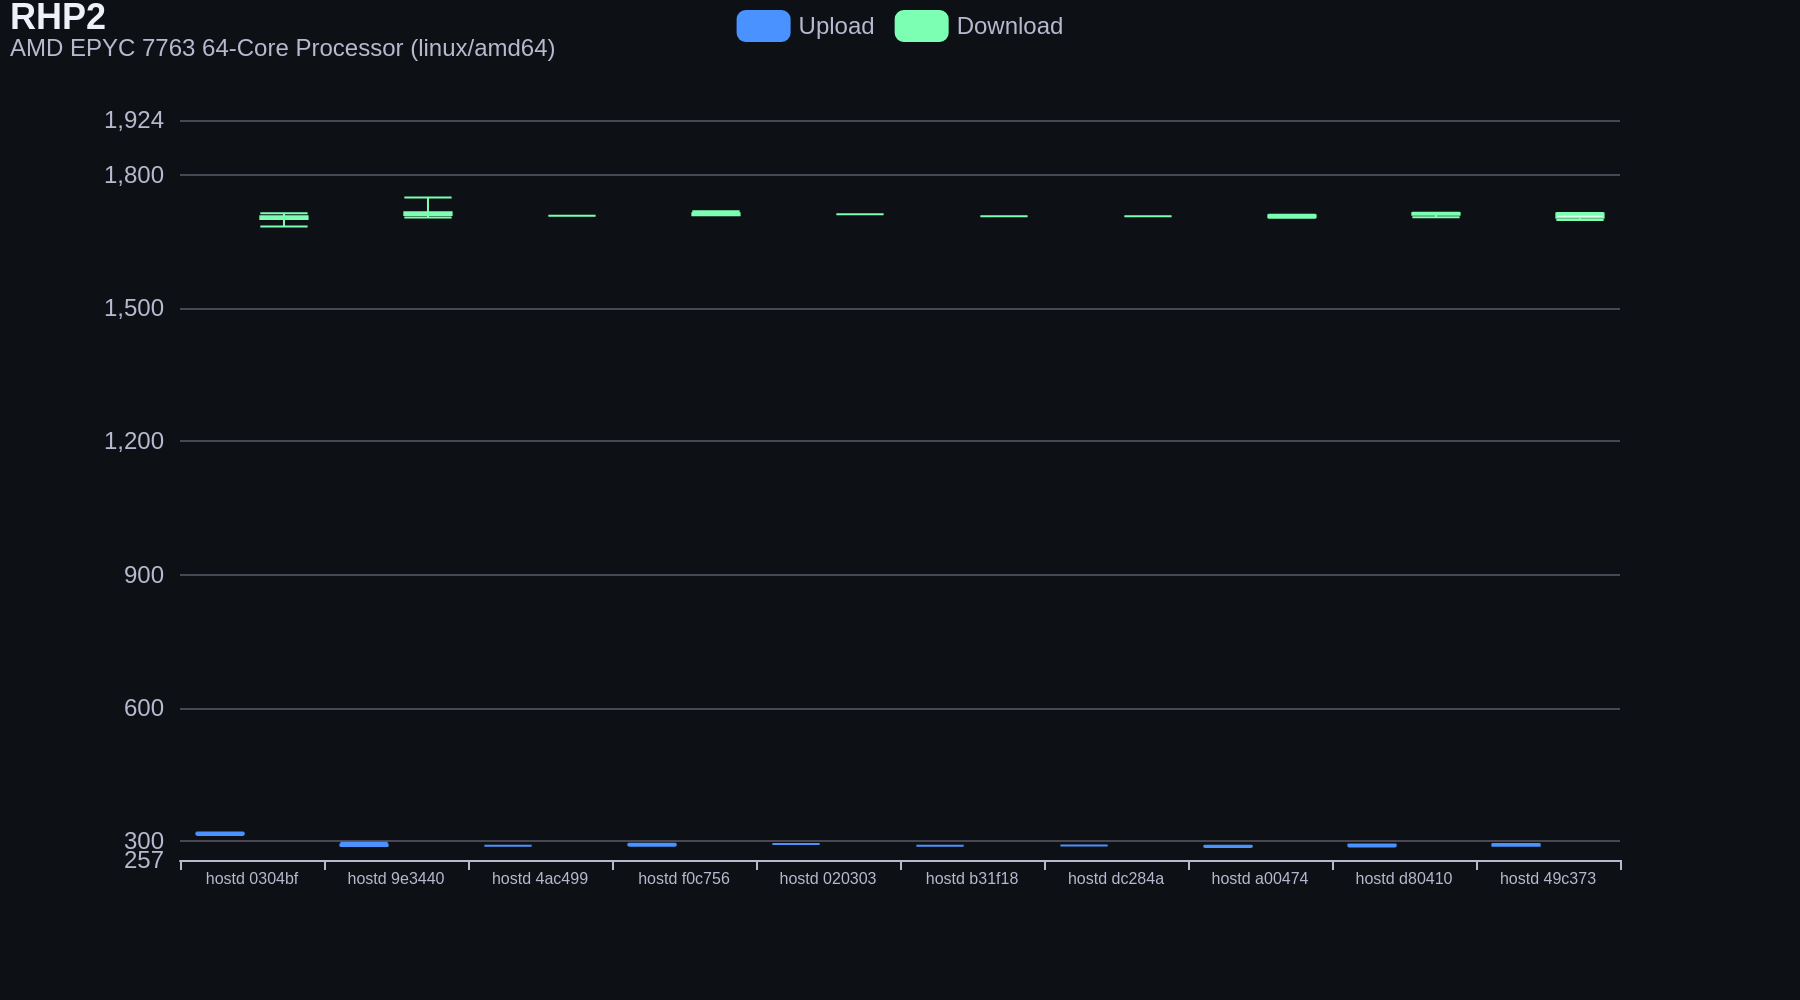 RHP2
AMD EPYC 7763 64-Core Processor (linux/amd64)
Upload
Download
1,924
1,800
1,500
1,200
900
600
300
257
hostd 0304bf
hostd 9e3440
hostd 4ac499
hostd f0c756
hostd 020303
hostd b31f18
hostd dc284a
hostd a00474
hostd d80410
hostd 49c373